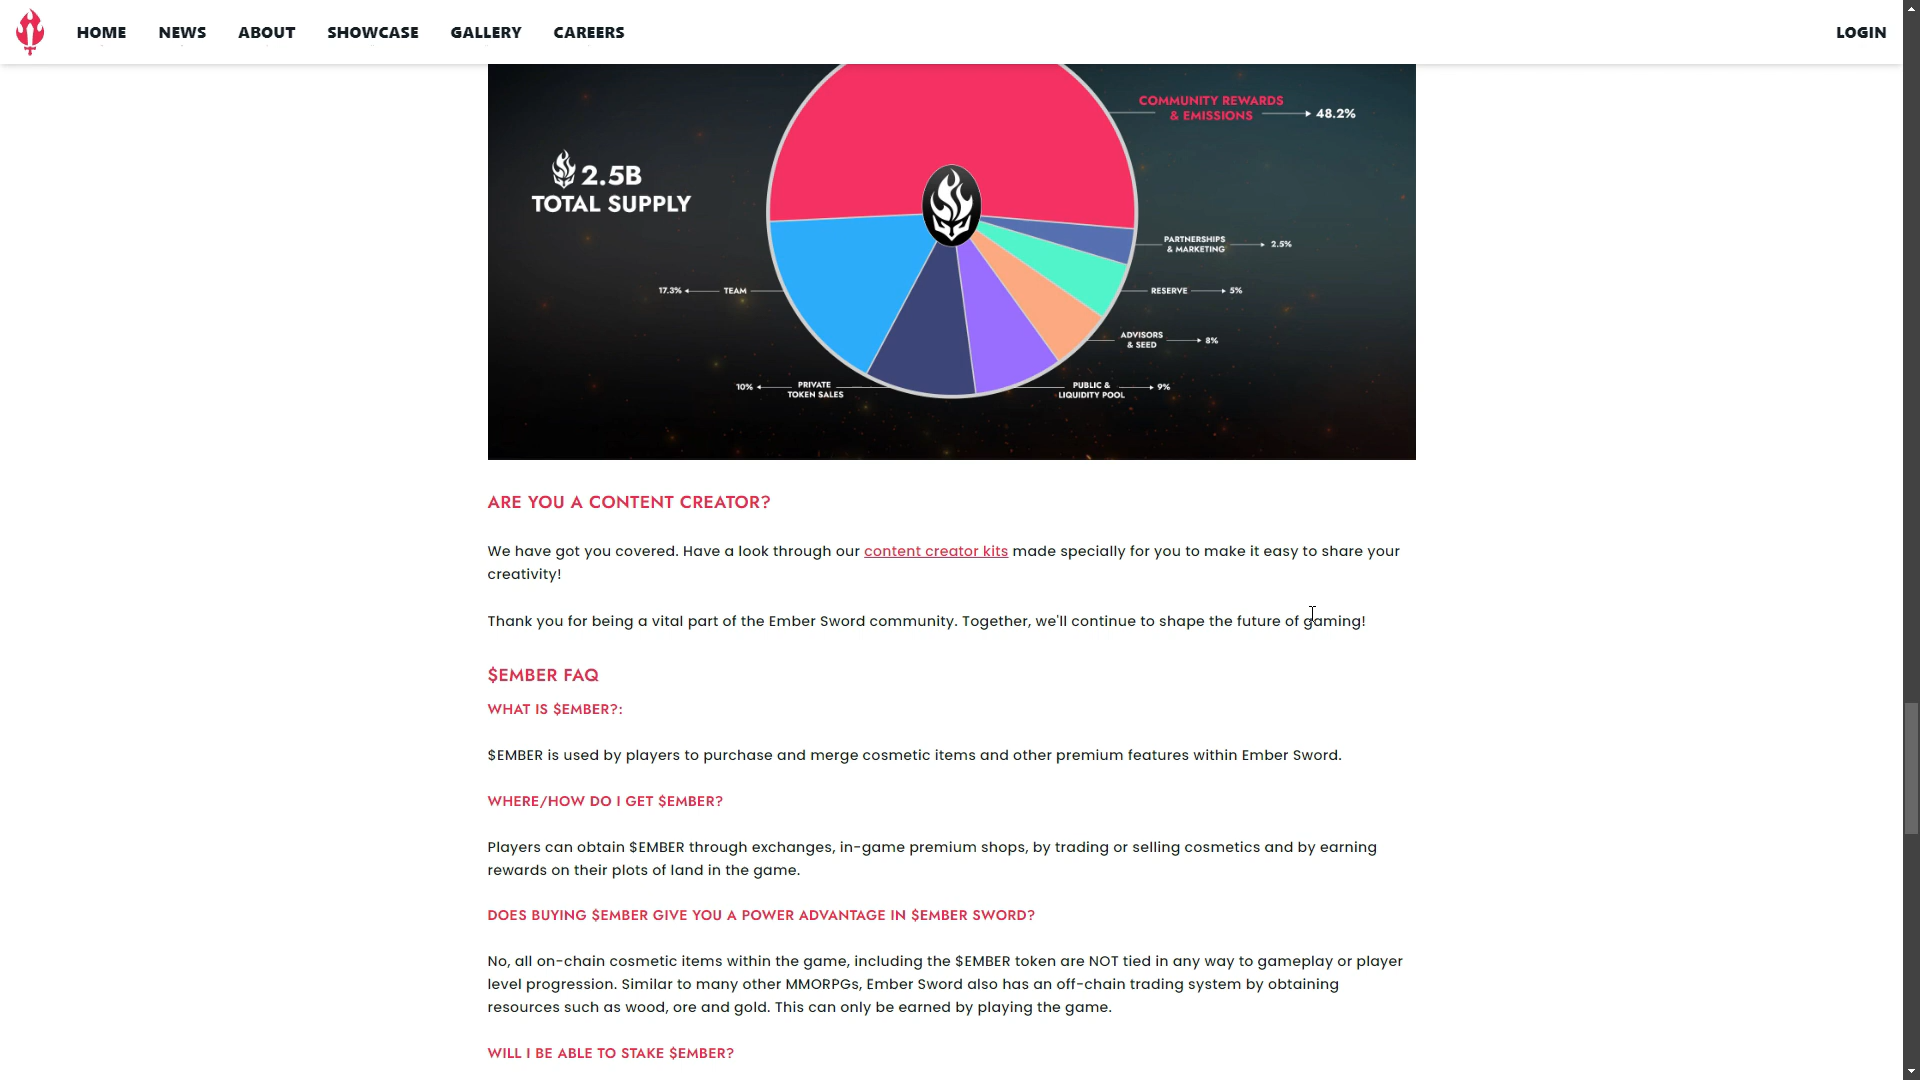 HOME NEWS ABOUT SHOWCASE GALLERY CAREERS LOGIN
COMMUNITY REWARDS
& EMISSIONS 48.2%
2.5B
TOTAL SUPPLY
PARTNERSHIPS
& MARKETING 2.5%
17.3% TEAM
RESERVE 5%
ADVISORS
& SEED 8%
10% PRIVATE
TOKEN SALES
PUBLIC &
LIQUIDITY POOL 9%
ARE YOU A CONTENT CREATOR?
We have got you covered. Have a look through our content creator kits made specially for you to make it easy to share your
creativity!
Thank you for being a vital part of the Ember Sword community. Together, we'll continue to shape the future of gaming!
$EMBER FAQ
WHAT IS $EMBER?:
$EMBER is used by players to purchase and merge cosmetic items and other premium features within Ember Sword.
WHERE/HOW DO I GET $EMBER?
Players can obtain $EMBER through exchanges, in-game premium shops, by trading or selling cosmetics and by earning
rewards on their plots of land in the game.
DOES BUYING $EMBER GIVE YOU A POWER ADVANTAGE IN $EMBER SWORD?
No, all on-chain cosmetic items within the game, including the $EMBER token are NOT tied in any way to gameplay or player
level progression. Similar to many other MMORPGs, Ember Sword also has an off-chain trading system by obtaining
resources such as wood, ore and gold. This can only be earned by playing the game.
WILL I BE ABLE TO STAKE $EMBER?